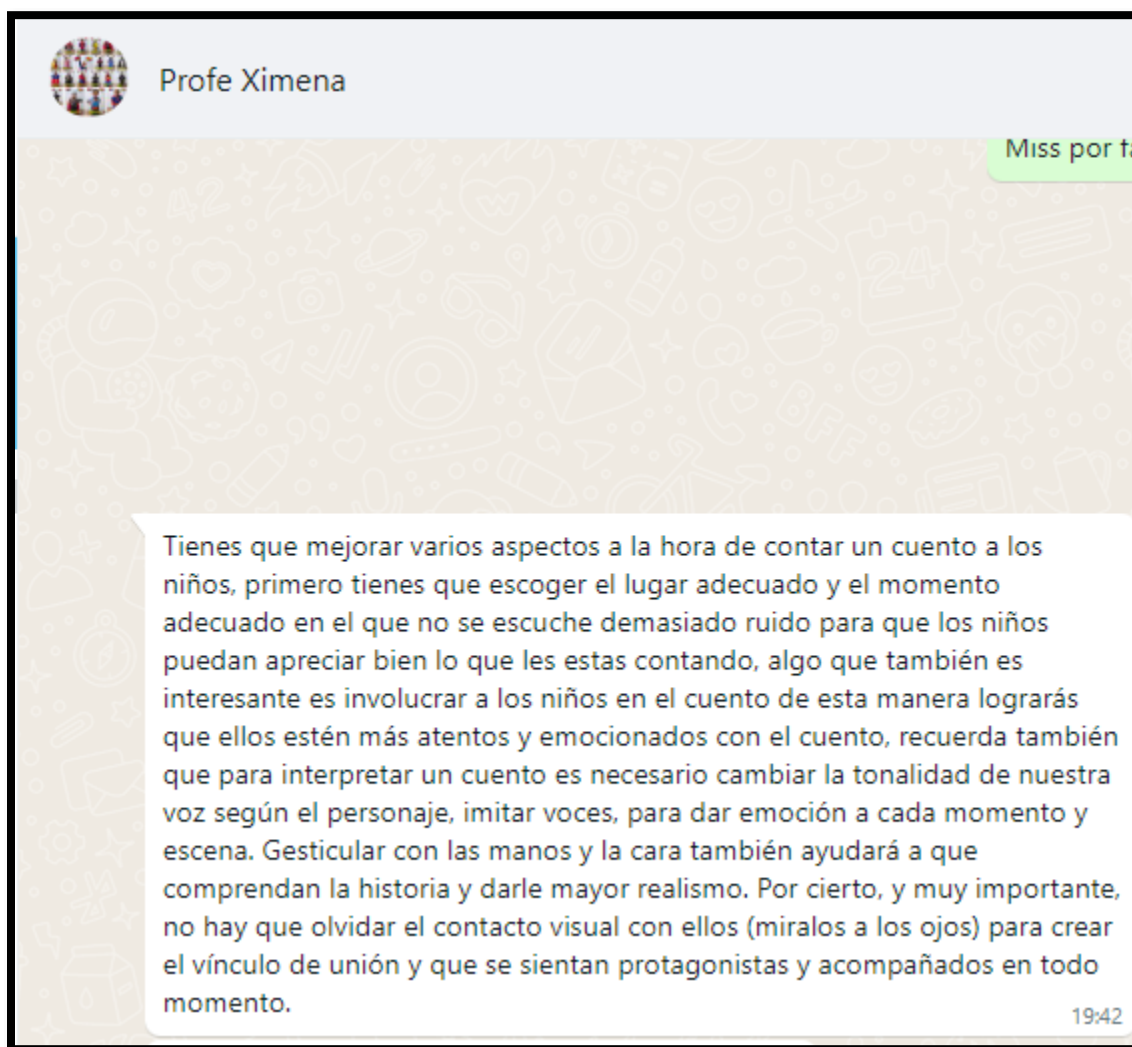 Profe Ximena
Miss por
Tienes que mejorar varios aspectos a la hora de contar un cuento a los
niños, primero tienes que escoger el lugar adecuado y el momento
adecuado en el que no se escuche demasiado ruido para que los niños
puedan apreciar bien lo que les estas contando, algo que también es
interesante es involucrar a los niños en el cuento de esta manera lograrás
que ellos estén más atentos y emocionados con el cuento, recuerda también
que para interpretar un cuento es necesario cambiar la tonalidad de nuestra
voz según el personaje, imitar voces, para dar emoción a cada momento y
escena. Gesticular con las manos y la cara también ayudará a que
comprendan la historia y darle mayor realismo. Por cierto, y muy importante,
no hay que olvidar el contacto visual con ellos (miralos a los ojos) para crear
el vínculo de unión y que se sientan protagonistas y acompañados en todo
momento.
19:42